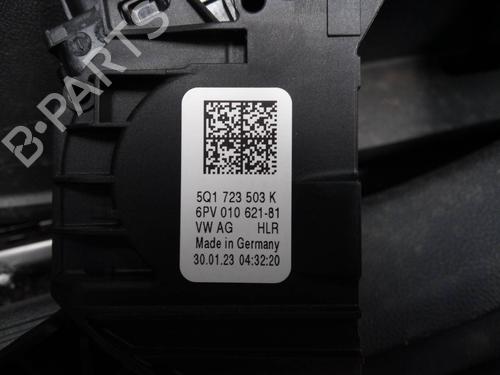 B-PARTS
5Q1 723 503 K
6PV 010 621-81
VW AG HLR
Made in Germany
30.01.23 04:32:20